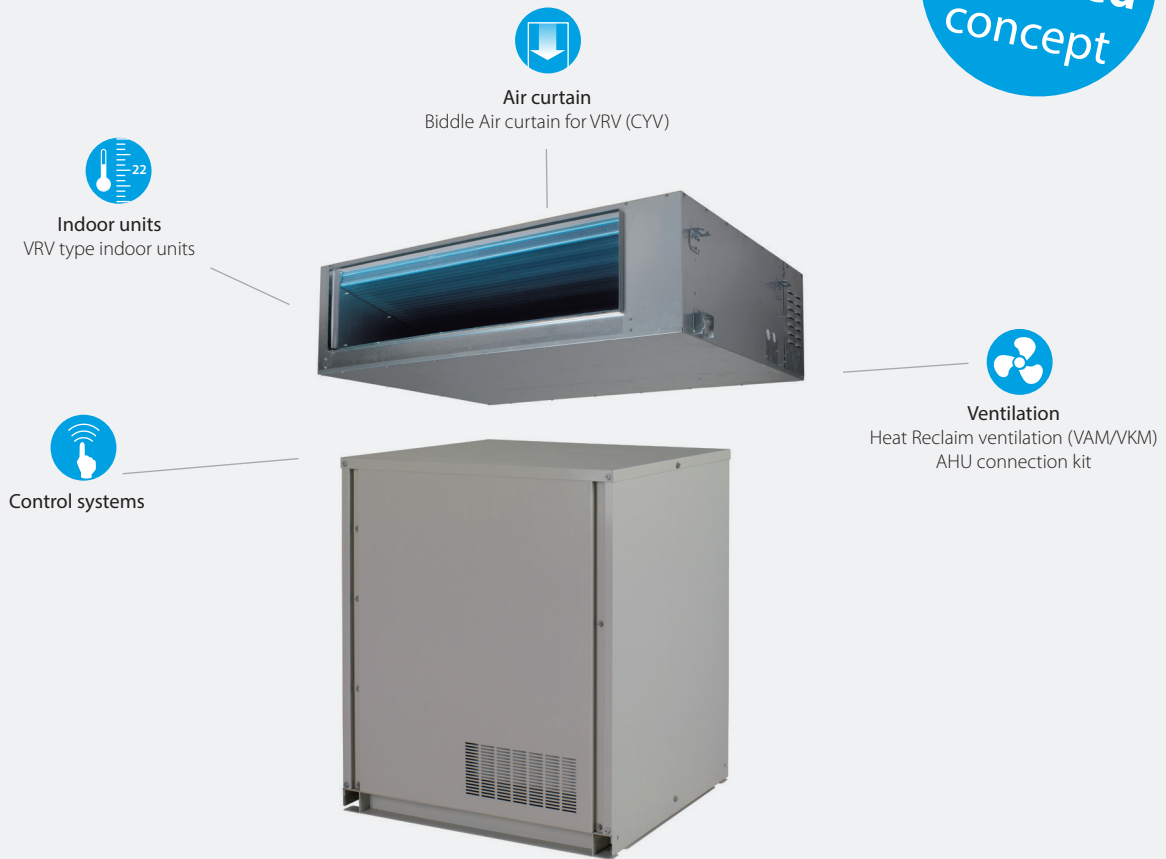 concept
Air curtain
Biddle Air curtain for VRV (CYV)
22
Indoor units
VRV type indoor units
Ventilation
Heat Reclaim ventilation (VAM/VKM)
AHU connection kit
Control systems